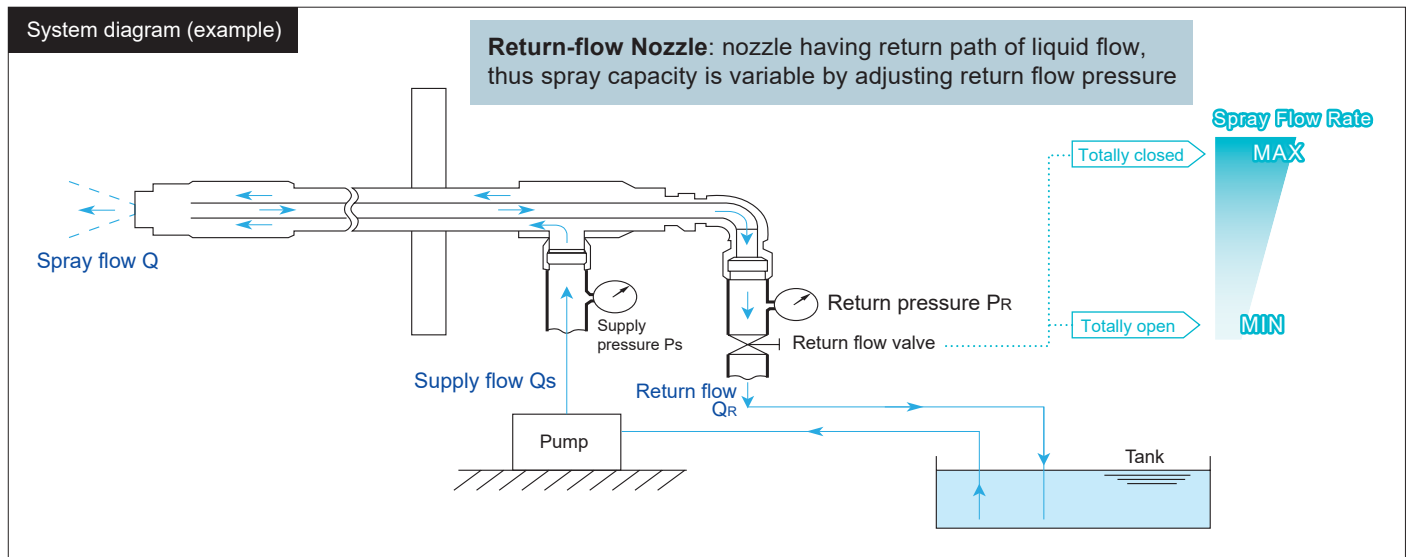 System diagram (example)
Return-flow Nozzle: nozzle having return path of liquid flow,
thus spray capacity is variable by adjusting return flow pressure
Spray Flow Rate
Totally closed
MAX
Spray flow Q
Supply
pressure Ps
Return pressure PR
Totally open
MIN
Return flow valve
Supply flow Qs
Return flow
QR
Pump
Tank